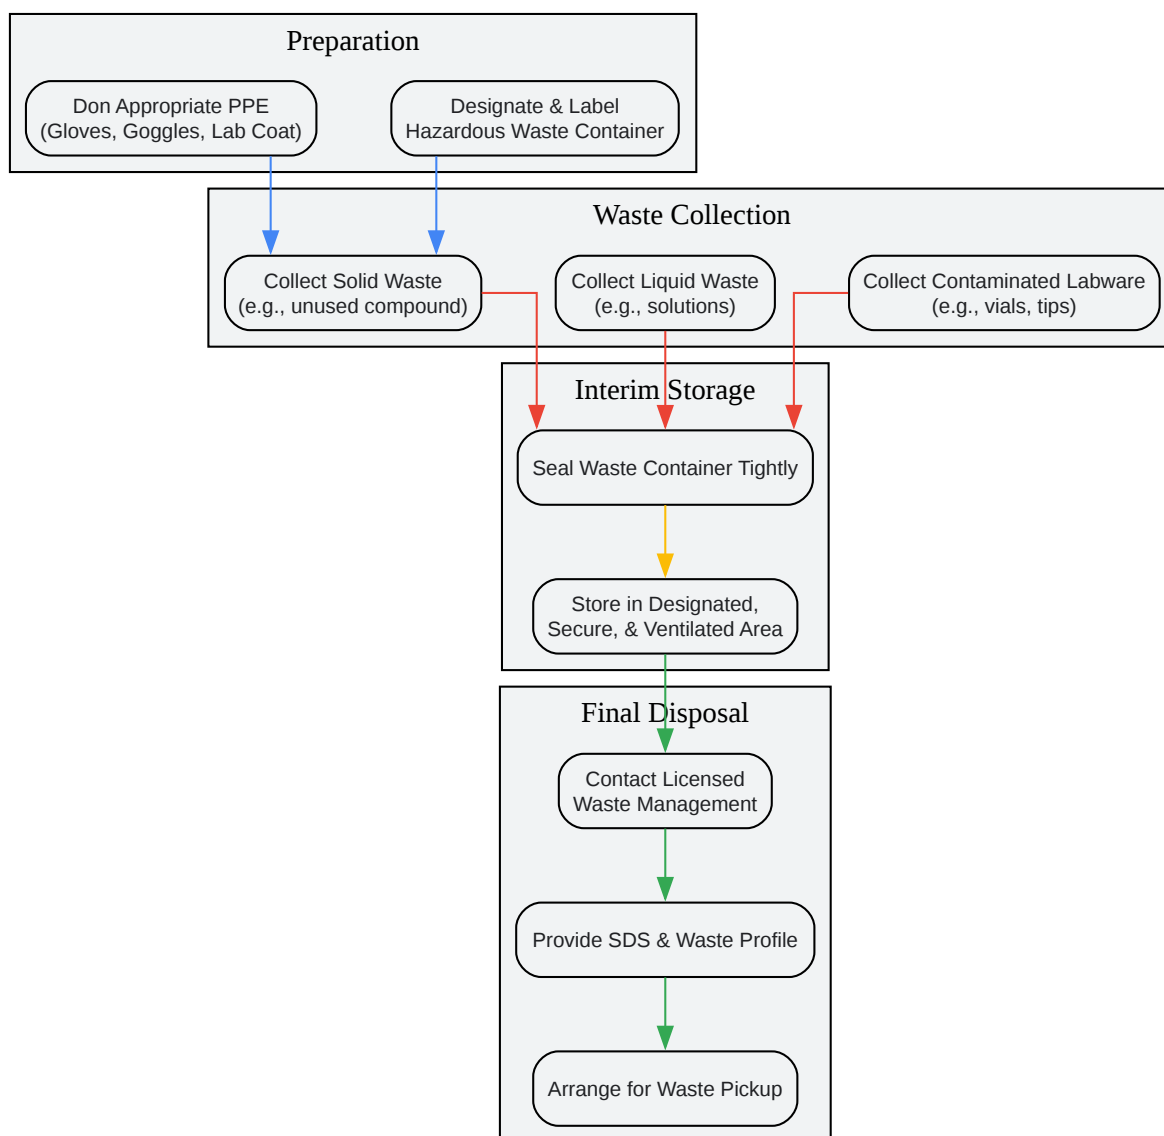 Preparation
Don Appropriate PPE
(Gloves, Goggles, Lab Coat)
Designate & Label
Hazardous Waste Container
Waste Collection
Collect Solid Waste
(e.g., unused compound)
Collect Liquid Waste
(e.g., solutions)
Collect Contaminated Labware
(e.g., vials, tips)
Interim Storage
Seal Waste Container Tightly
Store in Designated,
Secure, & Ventilated Area
Final Disposal
Contact Licensed
Waste Management
Provide SDS & Waste Profile
Arrange for Waste Pickup